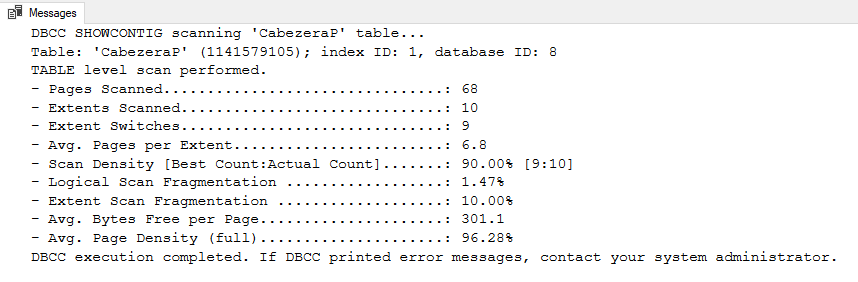 Messages
DBCC SHOWCONTIG scanning 'CabezeraP' table...
Table: 'CabezeraP' (1141579105); index ID: 1, database ID: 8
TABLE level scan performed.
- Pages Scanned................................: 68
- Extents Scanned..............................: 10
- Extent Switches..............................: 9
- Avg. Pages per Extent........................: 6.8
- Scan Density [Best Count:Actual Count].......: 90.00% [9:10]
- Logical Scan Fragmentation ..................: 1.47%
- Extent Scan Fragmentation ...................: 10.00%
- Avg. Bytes Free per Page.....................: 301.1
- Avg. Page Density (full).....................: 96.28%
DBCC execution completed. If DBCC printed error messages, contact your system administrator.